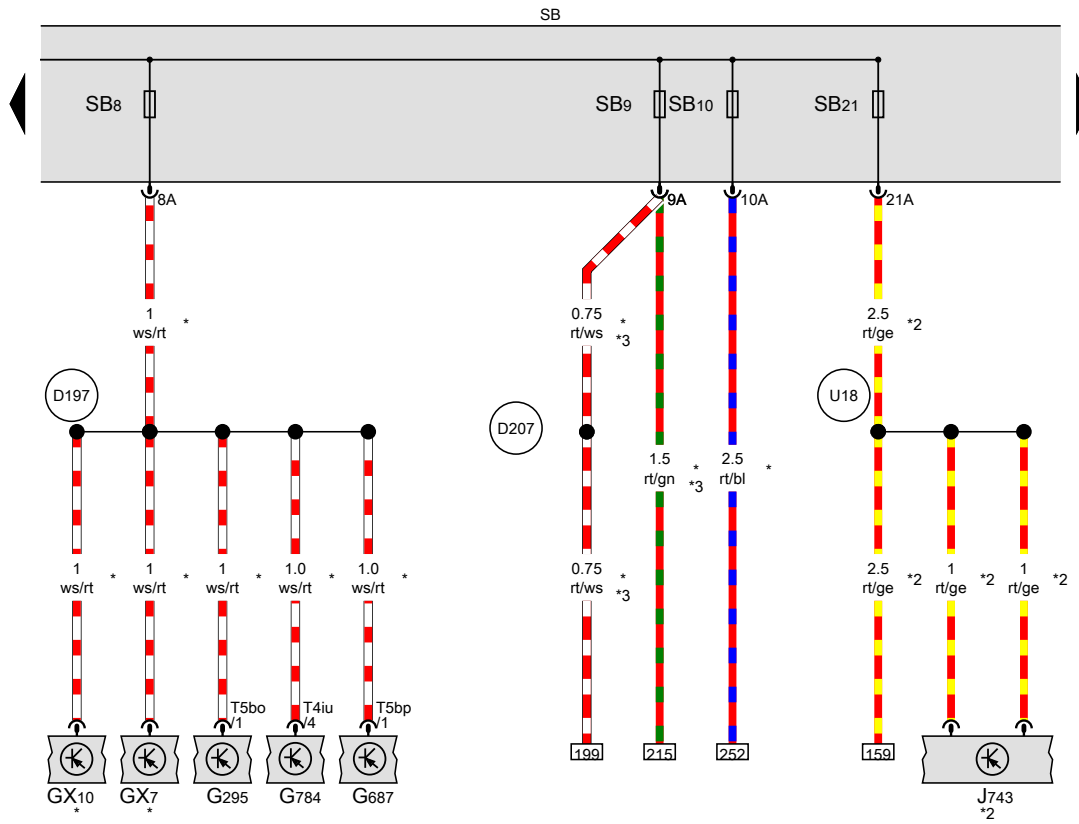 SB
SB8
SB9
SB10
SB21
8A
9A
10A
21A
1
ws/rt
*
0.75
rt/ws
*
*3
2.5
rt/ge
*2
D197
D207
U18
1.5
rt/gn
*
*3
2.5
rt/bl
*
1
ws/rt
*
1
ws/rt
*
1
ws/rt
*
1.0
ws/rt
*
1.0
ws/rt
*
0.75
rt/ws
*
*3
2.5
rt/ge
*2
1
rt/ge
*2
1
rt/ge
*2
T5bo
/1
T4iu
/4
T5bp
/1
199
215
252
159
GX10
*
GX7
*
G295
G784
G687
J743
*2